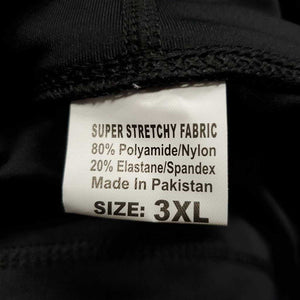 SUPER STRETCHY FABRIC
80% Polyamide/Nylon
20% Elastane/Spandex
Made In Pakistan
SIZE: 3XL